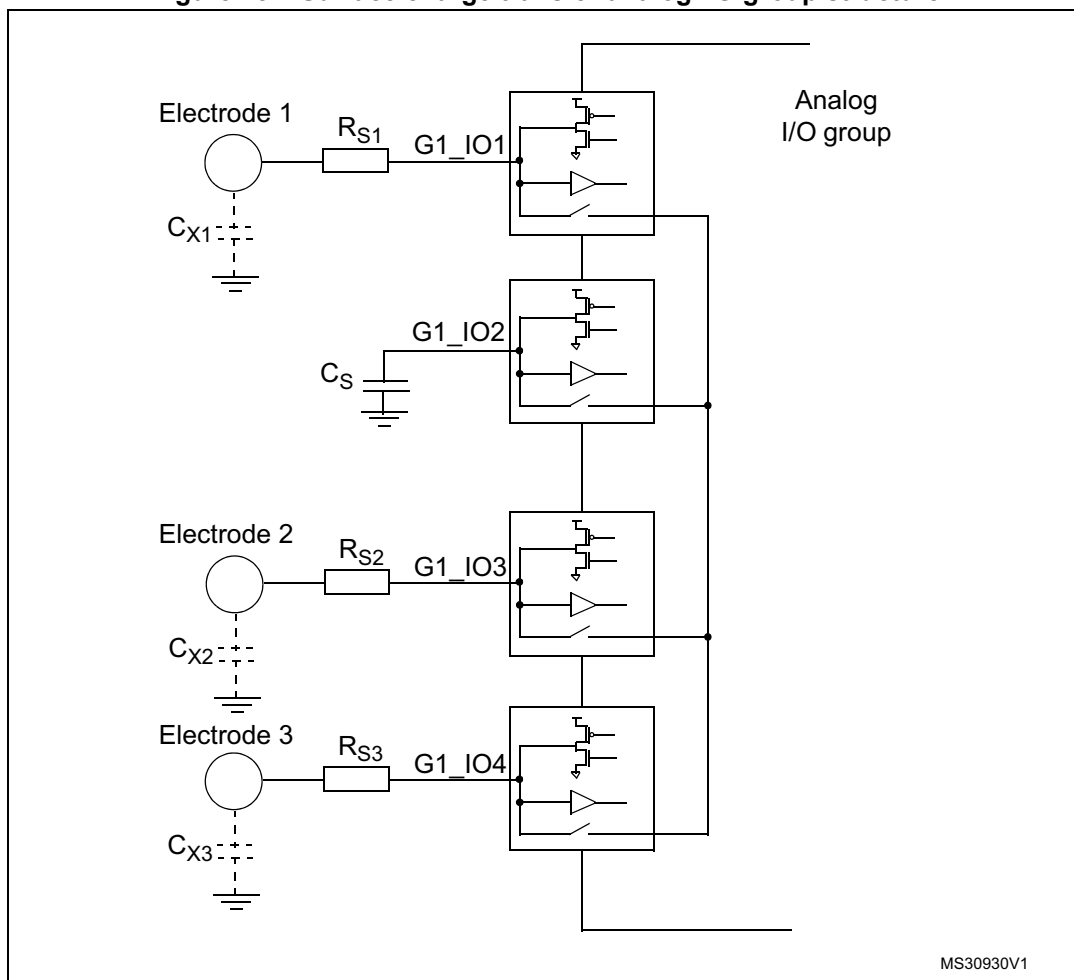 Analog
I/O group
Electrode 1
RS1
G1_IO1
CX1
G1_IO2
CS
Electrode 2
RS2
G1_IO3
CX2
Electrode 3
RS3
G1_IO4
CX3
MS30930V1